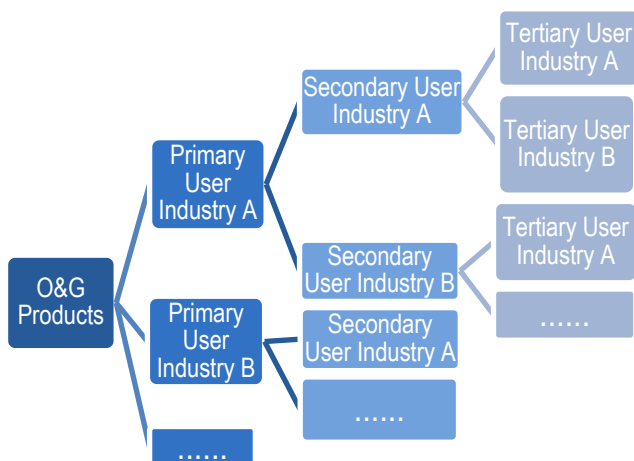 O&G
Products
Primary
User
Industry A
Primary
User
Industry B
......
Secondary User
Industry A
Secondary
User Industry B
Secondary
User Industry A
......
Tertiary User
Industry A
Tertiary User
Industry B
Tertiary User
Industry A
......